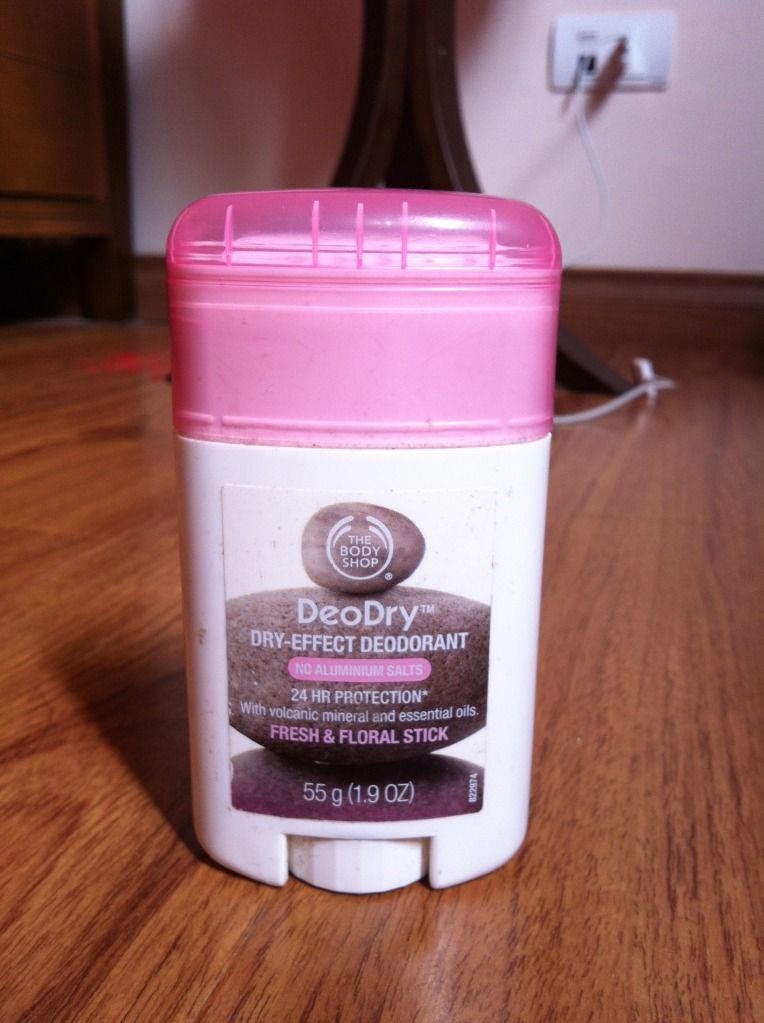 THE
BODY
SHOP
®
DeoDry™
DRY-EFFECT DEODORANT
NO ALUMINIUM SALTS
24 HR PROTECTION*
With volcanic mineral and essential oils.
FRESH & FLORAL STICK
55 g (1.9 OZ)
822974